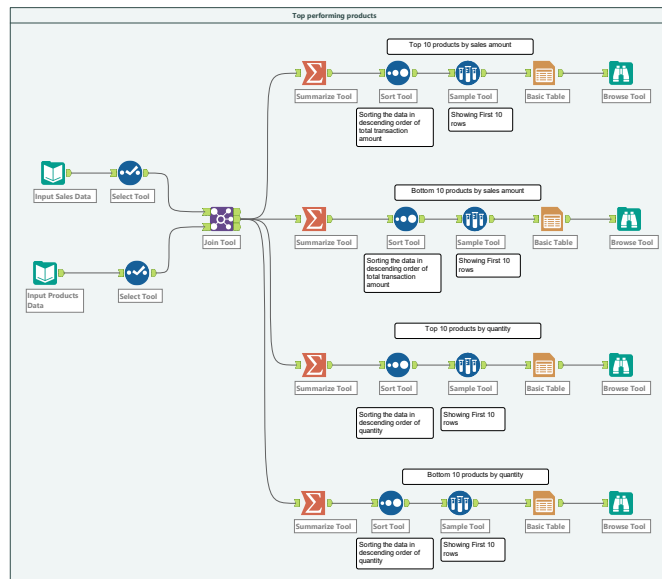 Top performing products
Top 10 products by sales amount
Summarize Tool
Sort Tool
Sample Tool
Basic Table
Browse Tool
Sorting the data in
descending order of
total transaction
amount
Showing First 10
rows
Input Sales Data
Select Tool
Bottom 10 products by sales amount
Join Tool
Summarize Tool
Sort Tool
Sample Tool
Basic Table
Browse Tool
Sorting the data in
descending order of
total transaction
amount
Showing First 10
rows
Input Products
Data
Select Tool
Top 10 products by quantity
Summarize Tool
Sort Tool
Sample Tool
Basic Table
Browse Tool
Sorting the data in
descending order of
quantity
Showing First 10
rows
Bottom 10 products by quantity
Summarize Tool
Sort Tool
Sample Tool
Basic Table
Browse Tool
Sorting the data in
descending order of
quantity
Showing First 10
rows